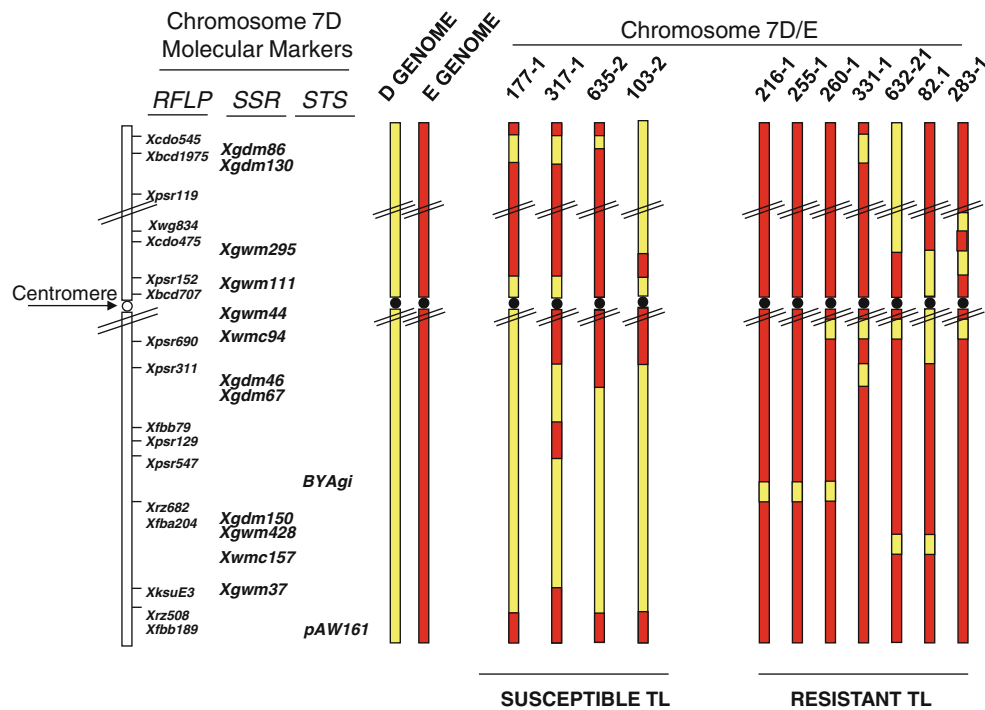 Chromosome 7D
Molecular Markers
RFLP SSR STS
D GENOME
E GENOME
Chromosome 7D/E
177-1
317-1
635-2
103-2
216-1
255-1
260-1
331-1
632-21
82.1
283-1
Xcdo545
Xbcd1975
Xgdm86
Xgdm130
Xpsr119
Xwg834
Xcdo475
Xgwm295
Xpsr152
Xgwm111
Xbcd707
Centromere
Xgwm44
Xpsr690
Xwmc94
Xpsr311
Xgdm46
Xgdm67
Xfbb79
Xpsr129
Xpsr547
BYAgi
Xrz682
Xfba204
Xgdm150
Xgwm428
Xwmc157
XksuE3
Xgwm37
Xrz508
Xfbb189
pAW161
SUSCEPTIBLE TL
RESISTANT TL